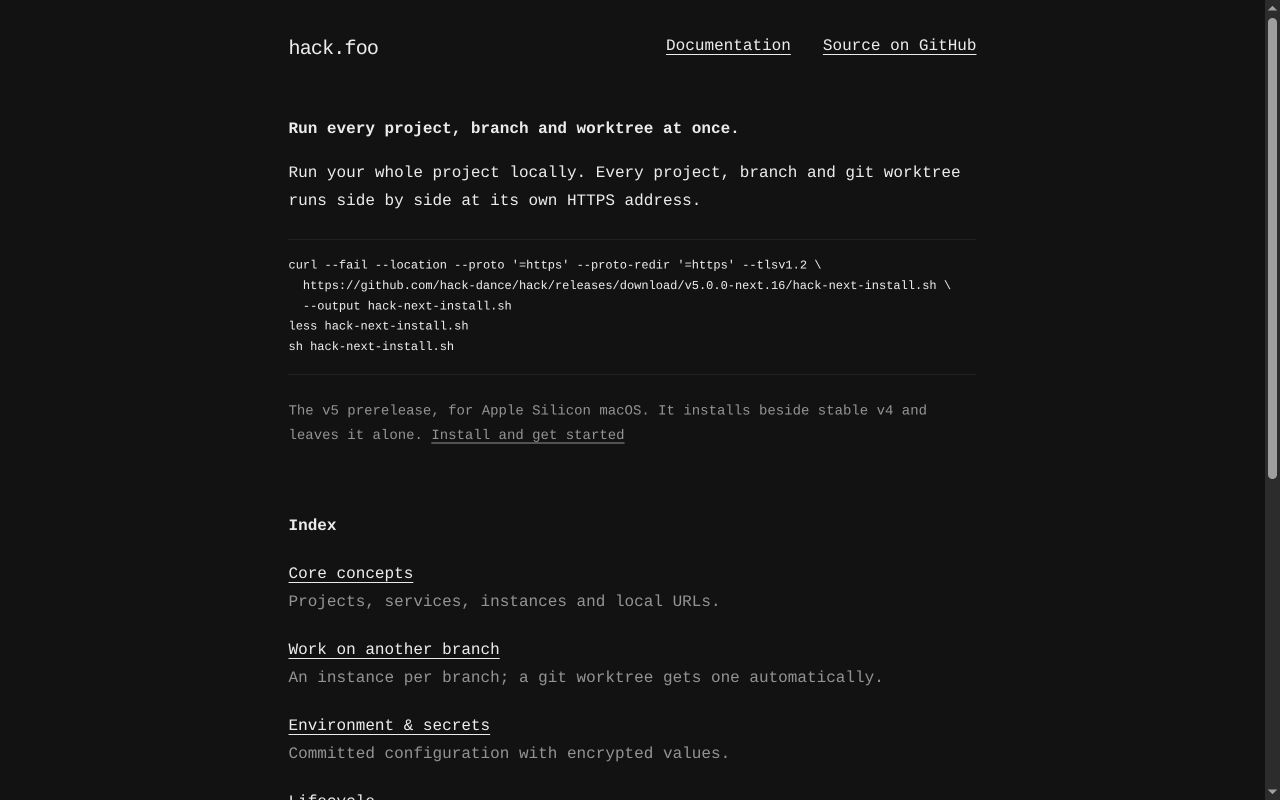 hack.foo
Documentation
Source on GitHub
Run every project, branch and worktree at once.
Run your whole project locally. Every project, branch and git worktree
runs side by side at its own HTTPS address.
curl --fail --location --proto '=https' --proto-redir '=https' --tlsv1.2 \
  https://github.com/hack-dance/hack/releases/download/v5.0.0-next.16/hack-next-install.sh \
  --output hack-next-install.sh
less hack-next-install.sh
sh hack-next-install.sh
The v5 prerelease, for Apple Silicon macOS. It installs beside stable v4 and
leaves it alone. Install and get started
Index
Core concepts
Projects, services, instances and local URLs.
Work on another branch
An instance per branch; a git worktree gets one automatically.
Environment & secrets
Committed configuration with encrypted values.
Lifecycle